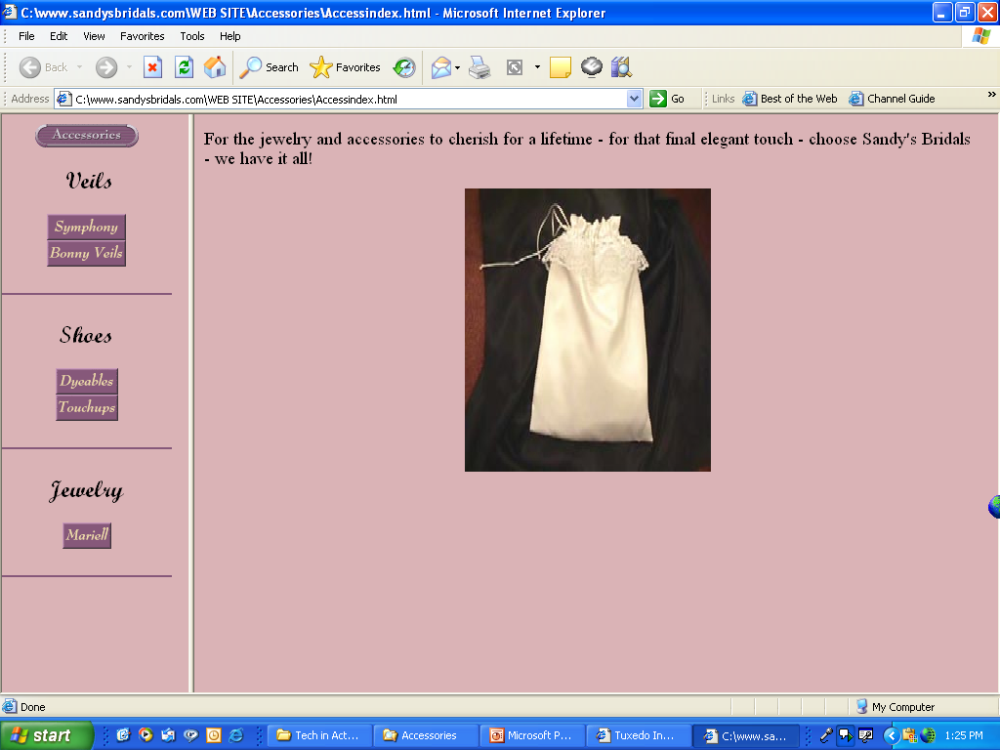 C:\www.sandysbridals.com\WEB SITE\Accessories\Accessindex.html - Microsoft Internet Explorer
File Edit View Favorites Tools Help
Back Search Favorites
Address C:\www.sandysbridals.com\WEB SITE\Accessories\Accessindex.html Go Links Best of the Web Channel Guide »
Accessories
Veils
Symphony
Bonny Veils
Shoes
Dyeables
Touchups
Jewelry
Mariell
For the jewelry and accessories to cherish for a lifetime - for that final elegant touch - choose Sandy's Bridals
- we have it all!
Done My Computer
start Tech in Act... Accessories Microsoft P... Tuxedo In... C:\www.sa... 1:25 PM